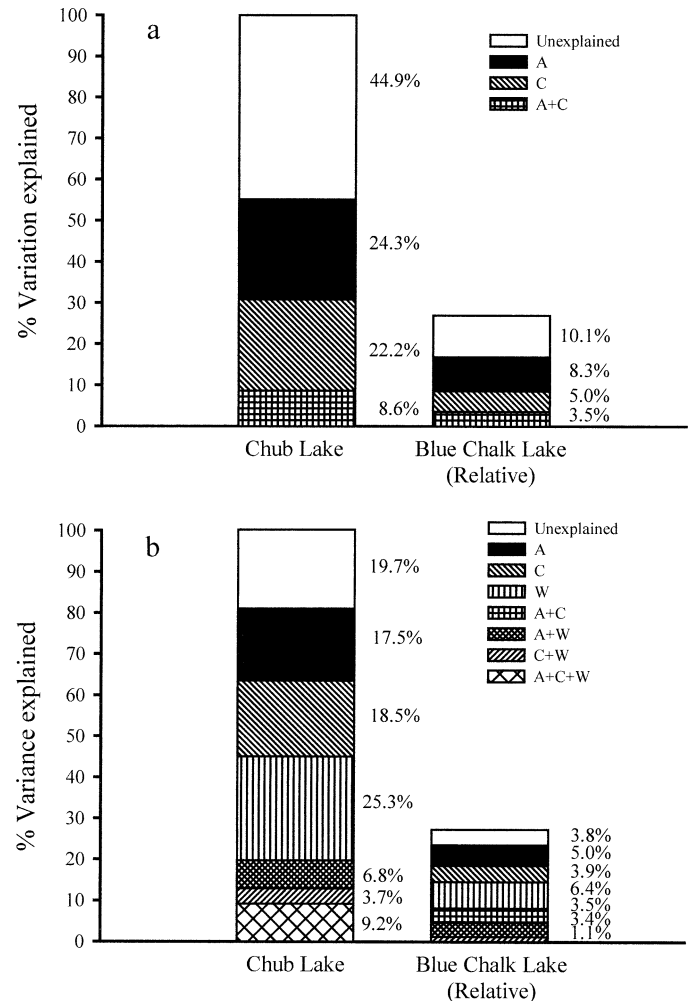 a
% Variation explained
100
90
80
70
60
50
40
30
20
10
0
Unexplained
A
C
A+C
44.9%
24.3%
22.2%
8.6%
10.1%
8.3%
5.0%
3.5%
Chub Lake
Blue Chalk Lake
(Relative)
b
% Variance explained
100
90
80
70
60
50
40
30
20
10
0
Unexplained
A
C
W
A+C
A+W
C+W
A+C+W
19.7%
17.5%
18.5%
25.3%
6.8%
3.7%
9.2%
3.8%
5.0%
3.9%
6.4%
3.5%
3.4%
1.1%
Chub Lake
Blue Chalk Lake
(Relative)